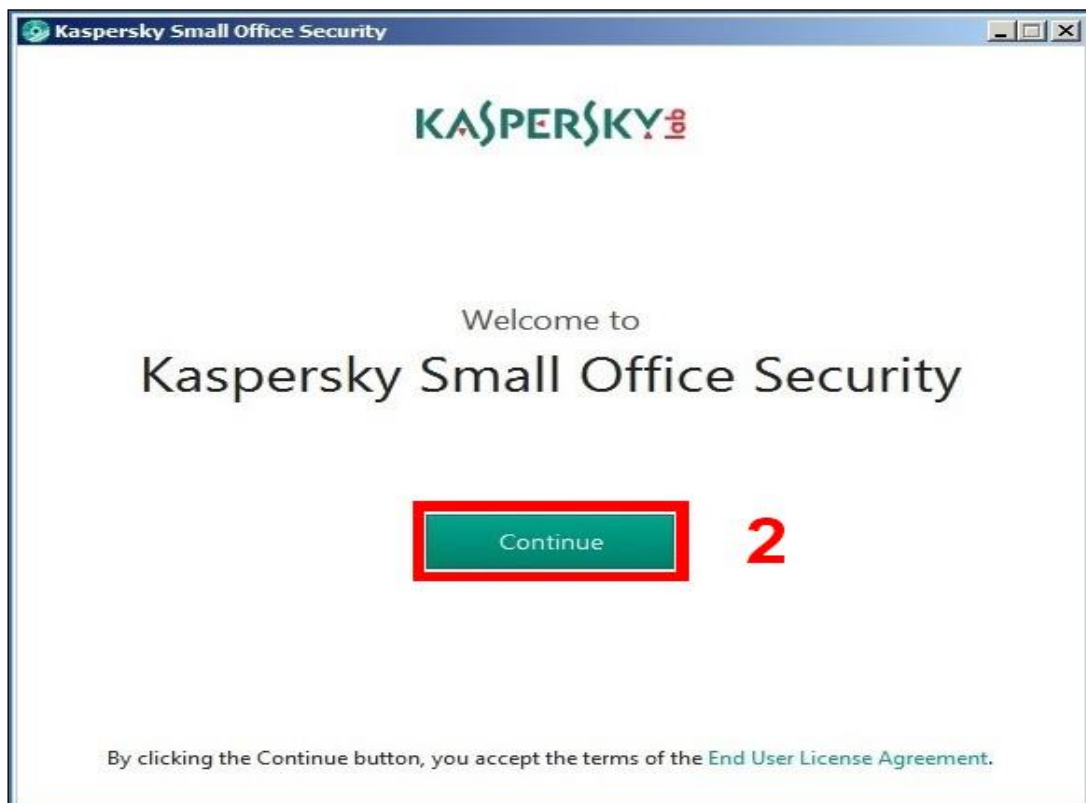 Kaspersky Small Office Security
KASPERSKY lab
Welcome to
Kaspersky Small Office Security
Continue
2
By clicking the Continue button, you accept the terms of the End User License Agreement.